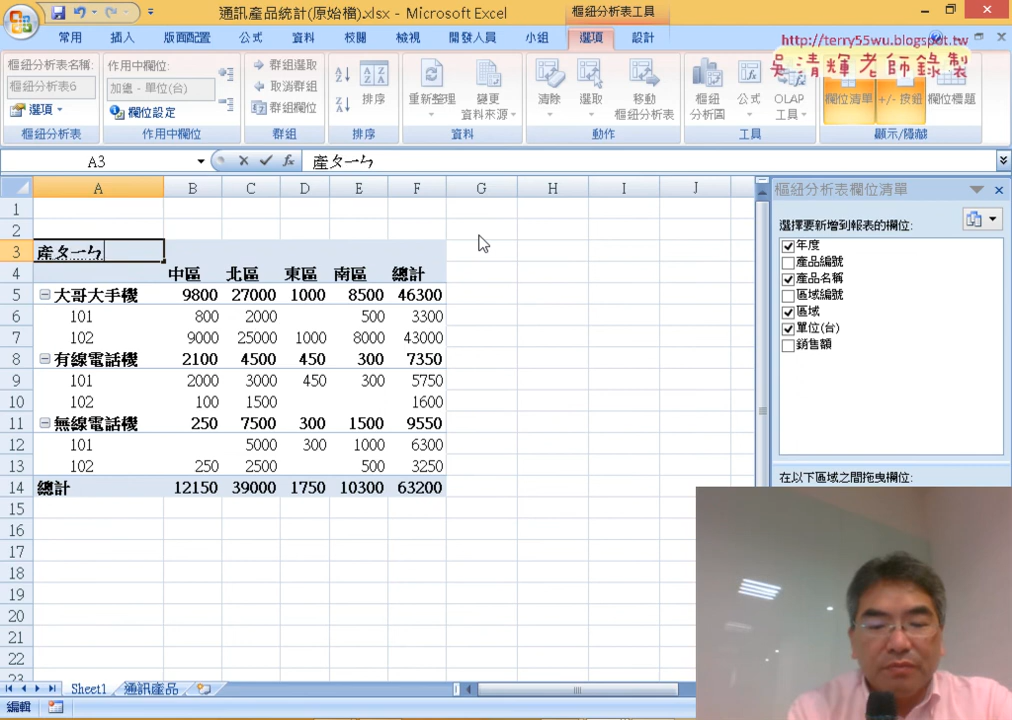 通訊產品統計(原始檔).xlsx - Microsoft Excel
樞紐分析表工具
常用 插入 版面配置 公式 資料 校閱 檢視 開發人員 小組 選項 設計
http://terry55wu.blogspot.tw
吳清輝老師錄製
樞紐分析表名稱:
樞紐分析表6
選項
樞紐分析表
作用中欄位:
加總 - 單位(台)
欄位設定
作用中欄位
群組選取
取消群組
群組欄位
群組
排序
排序
重新整理
變更
資料來源
資料
清除
選取
移動
樞紐分析表
動作
樞紐
分析圖
公式
OLAP
工具
工具
欄位清單
+/- 按鈕
欄位標題
顯示/隱藏
A3
產ㄆㄧㄣ
A B C D E F G H I J
1
2
3 產ㄆㄧㄣ
4 中區 北區 東區 南區 總計
5 大哥大手機 9800 27000 1000 8500 46300
6 101 800 2000 500 3300
7 102 9000 25000 1000 8000 43000
8 有線電話機 2100 4500 450 300 7350
9 101 2000 3000 450 300 5750
10 102 100 1500 1600
11 無線電話機 250 7500 300 1500 9550
12 101 5000 300 1000 6300
13 102 250 2500 500 3250
14 總計 12150 39000 1750 10300 63200
15
16
17
18
19
20
21
22
23
樞紐分析表欄位清單
選擇要新增到報表的欄位:
年度
產品編號
產品名稱
區域編號
區域
單位(台)
銷售額
在以下區域之間拖曳欄位:
Sheet1 通訊產品
編輯